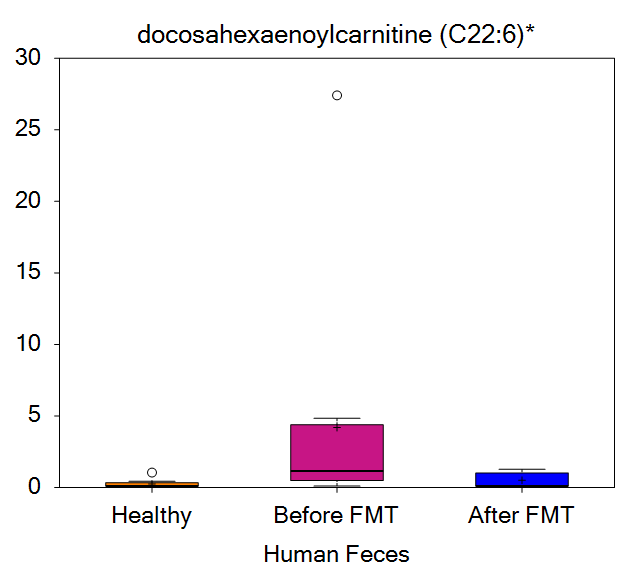 docosahexaenoylcarnitine (C22:6)*
30
25
20
15
10
5
0
Healthy
Before FMT
After FMT
Human Feces